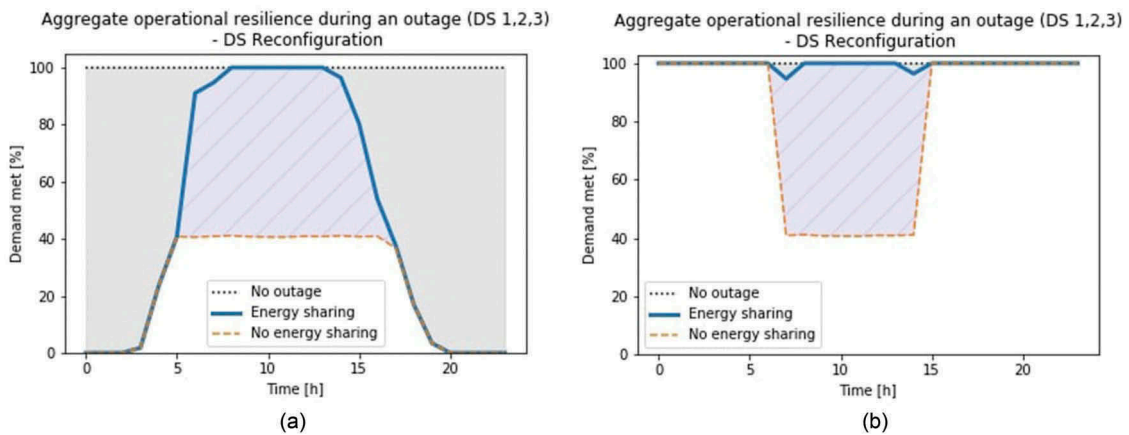 Aggregate operational resilience during an outage (DS 1,2,3)
- DS Reconfiguration
100
80
60
40
20
0
Demand met [%]
No outage
Energy sharing
No energy sharing
0
5
10
15
20
Time [h]
(a)
Aggregate operational resilience during an outage (DS 1,2,3)
- DS Reconfiguration
100
80
60
40
20
0
Demand met [%]
No outage
Energy sharing
No energy sharing
0
5
10
15
20
Time [h]
(b)